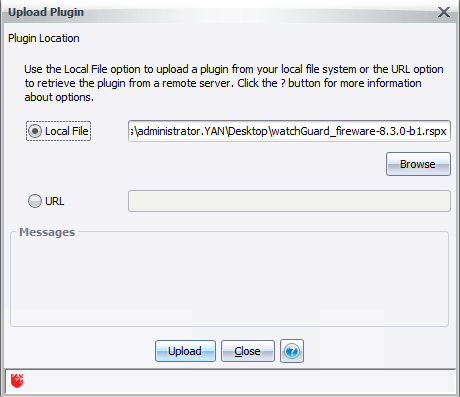 Upload Plugin
Plugin Location
Use the Local File option to upload a plugin from your local file system or the URL option
to retrieve the plugin from a remote server. Click the ? button for more information
about options.
Local File
s\administrator.YAN\Desktop\watchGuard_fireware-8.3.0-b1.rspx
Browse
URL
Messages
Upload
Close
?